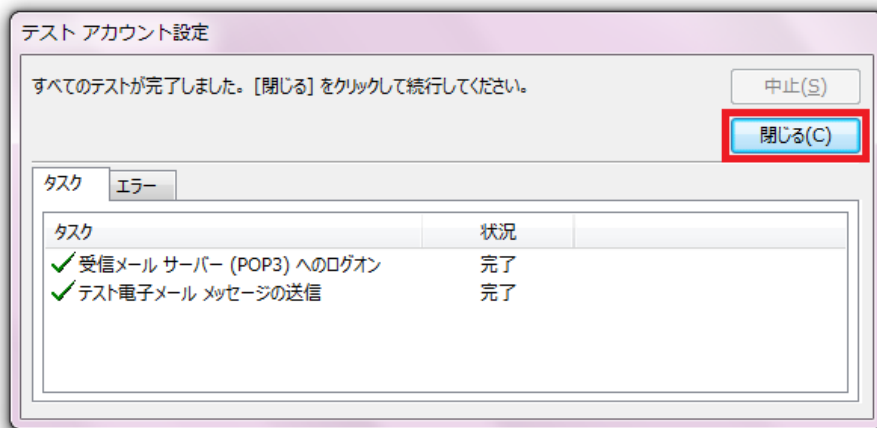 テスト アカウント設定
すべてのテストが完了しました。[閉じる] をクリックして続行してください。
中止(S)
閉じる(C)
タスク エラー
タスク 状況
受信メール サーバー (POP3) へのログオン 完了
テスト電子メール メッセージの送信 完了